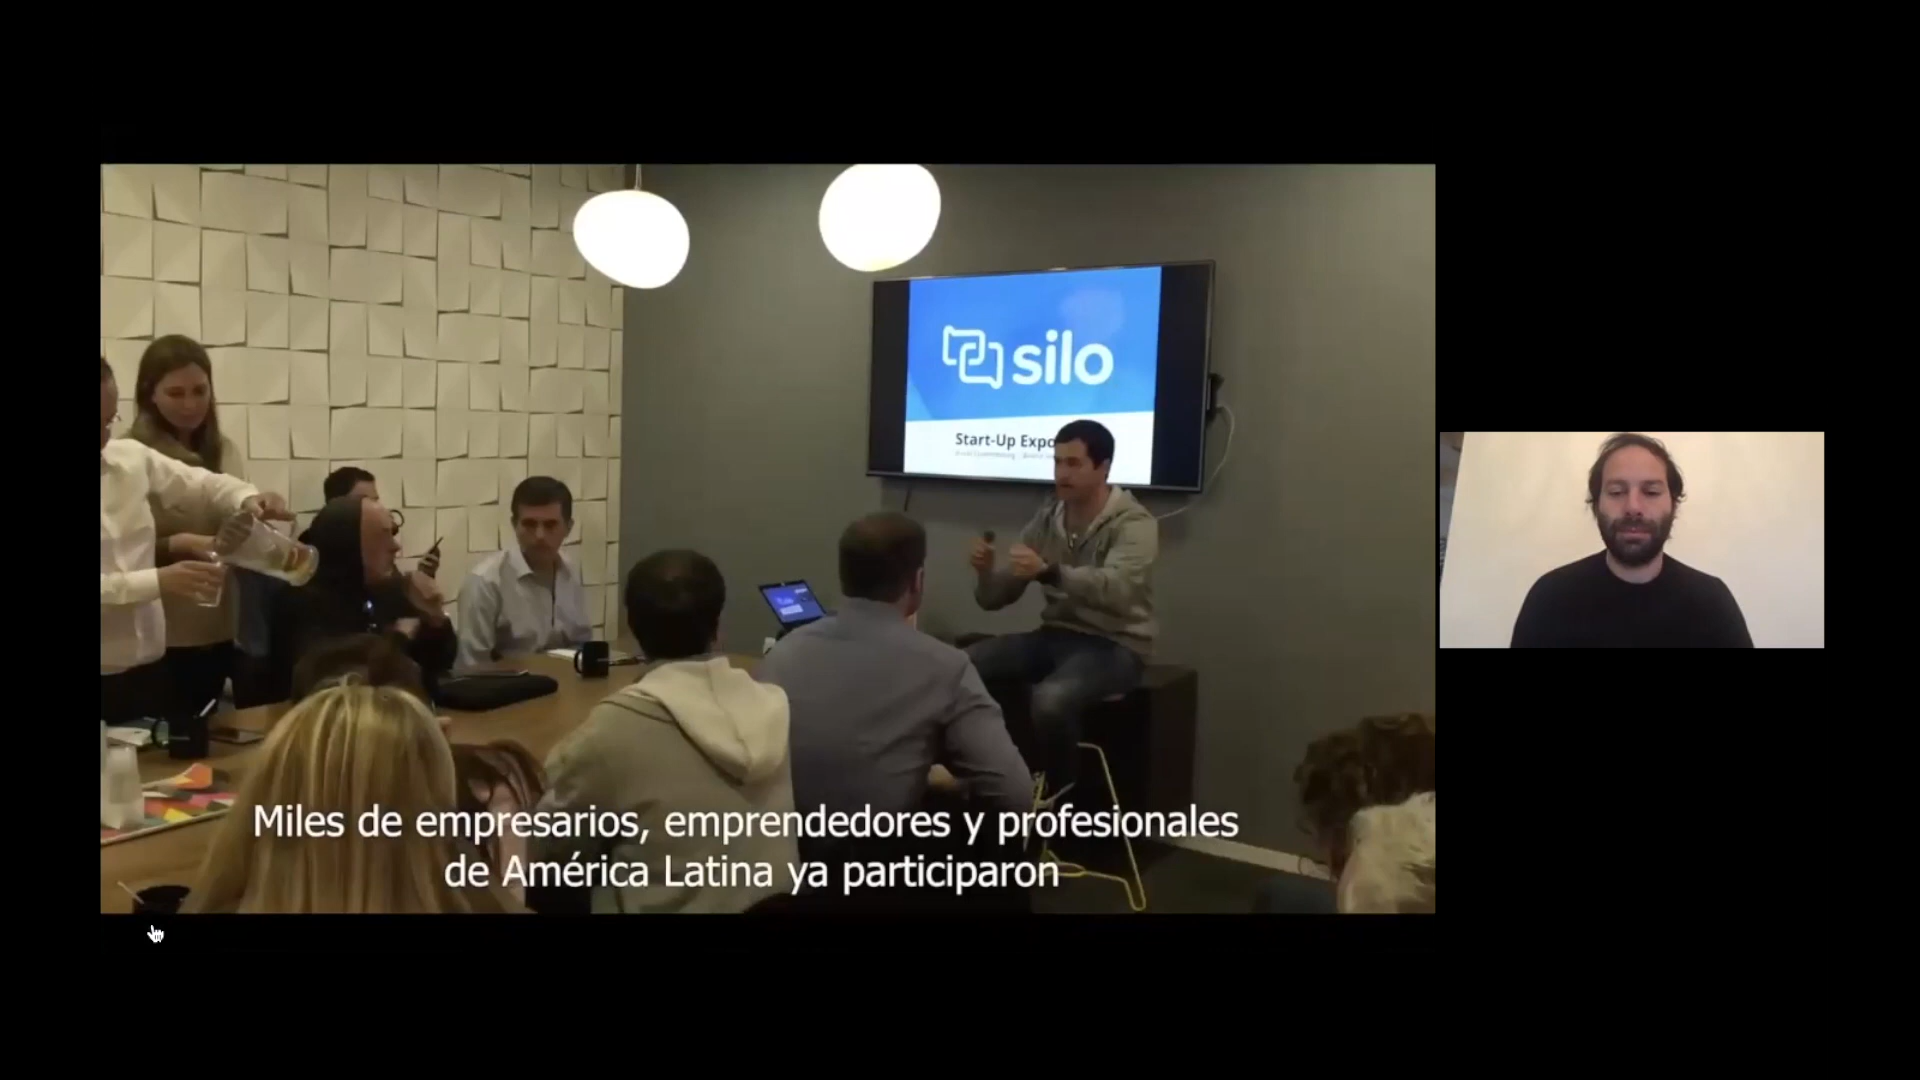 silo
Start-Up Expo
Miles de empresarios, emprendedores y profesionales
de América Latina ya participaron